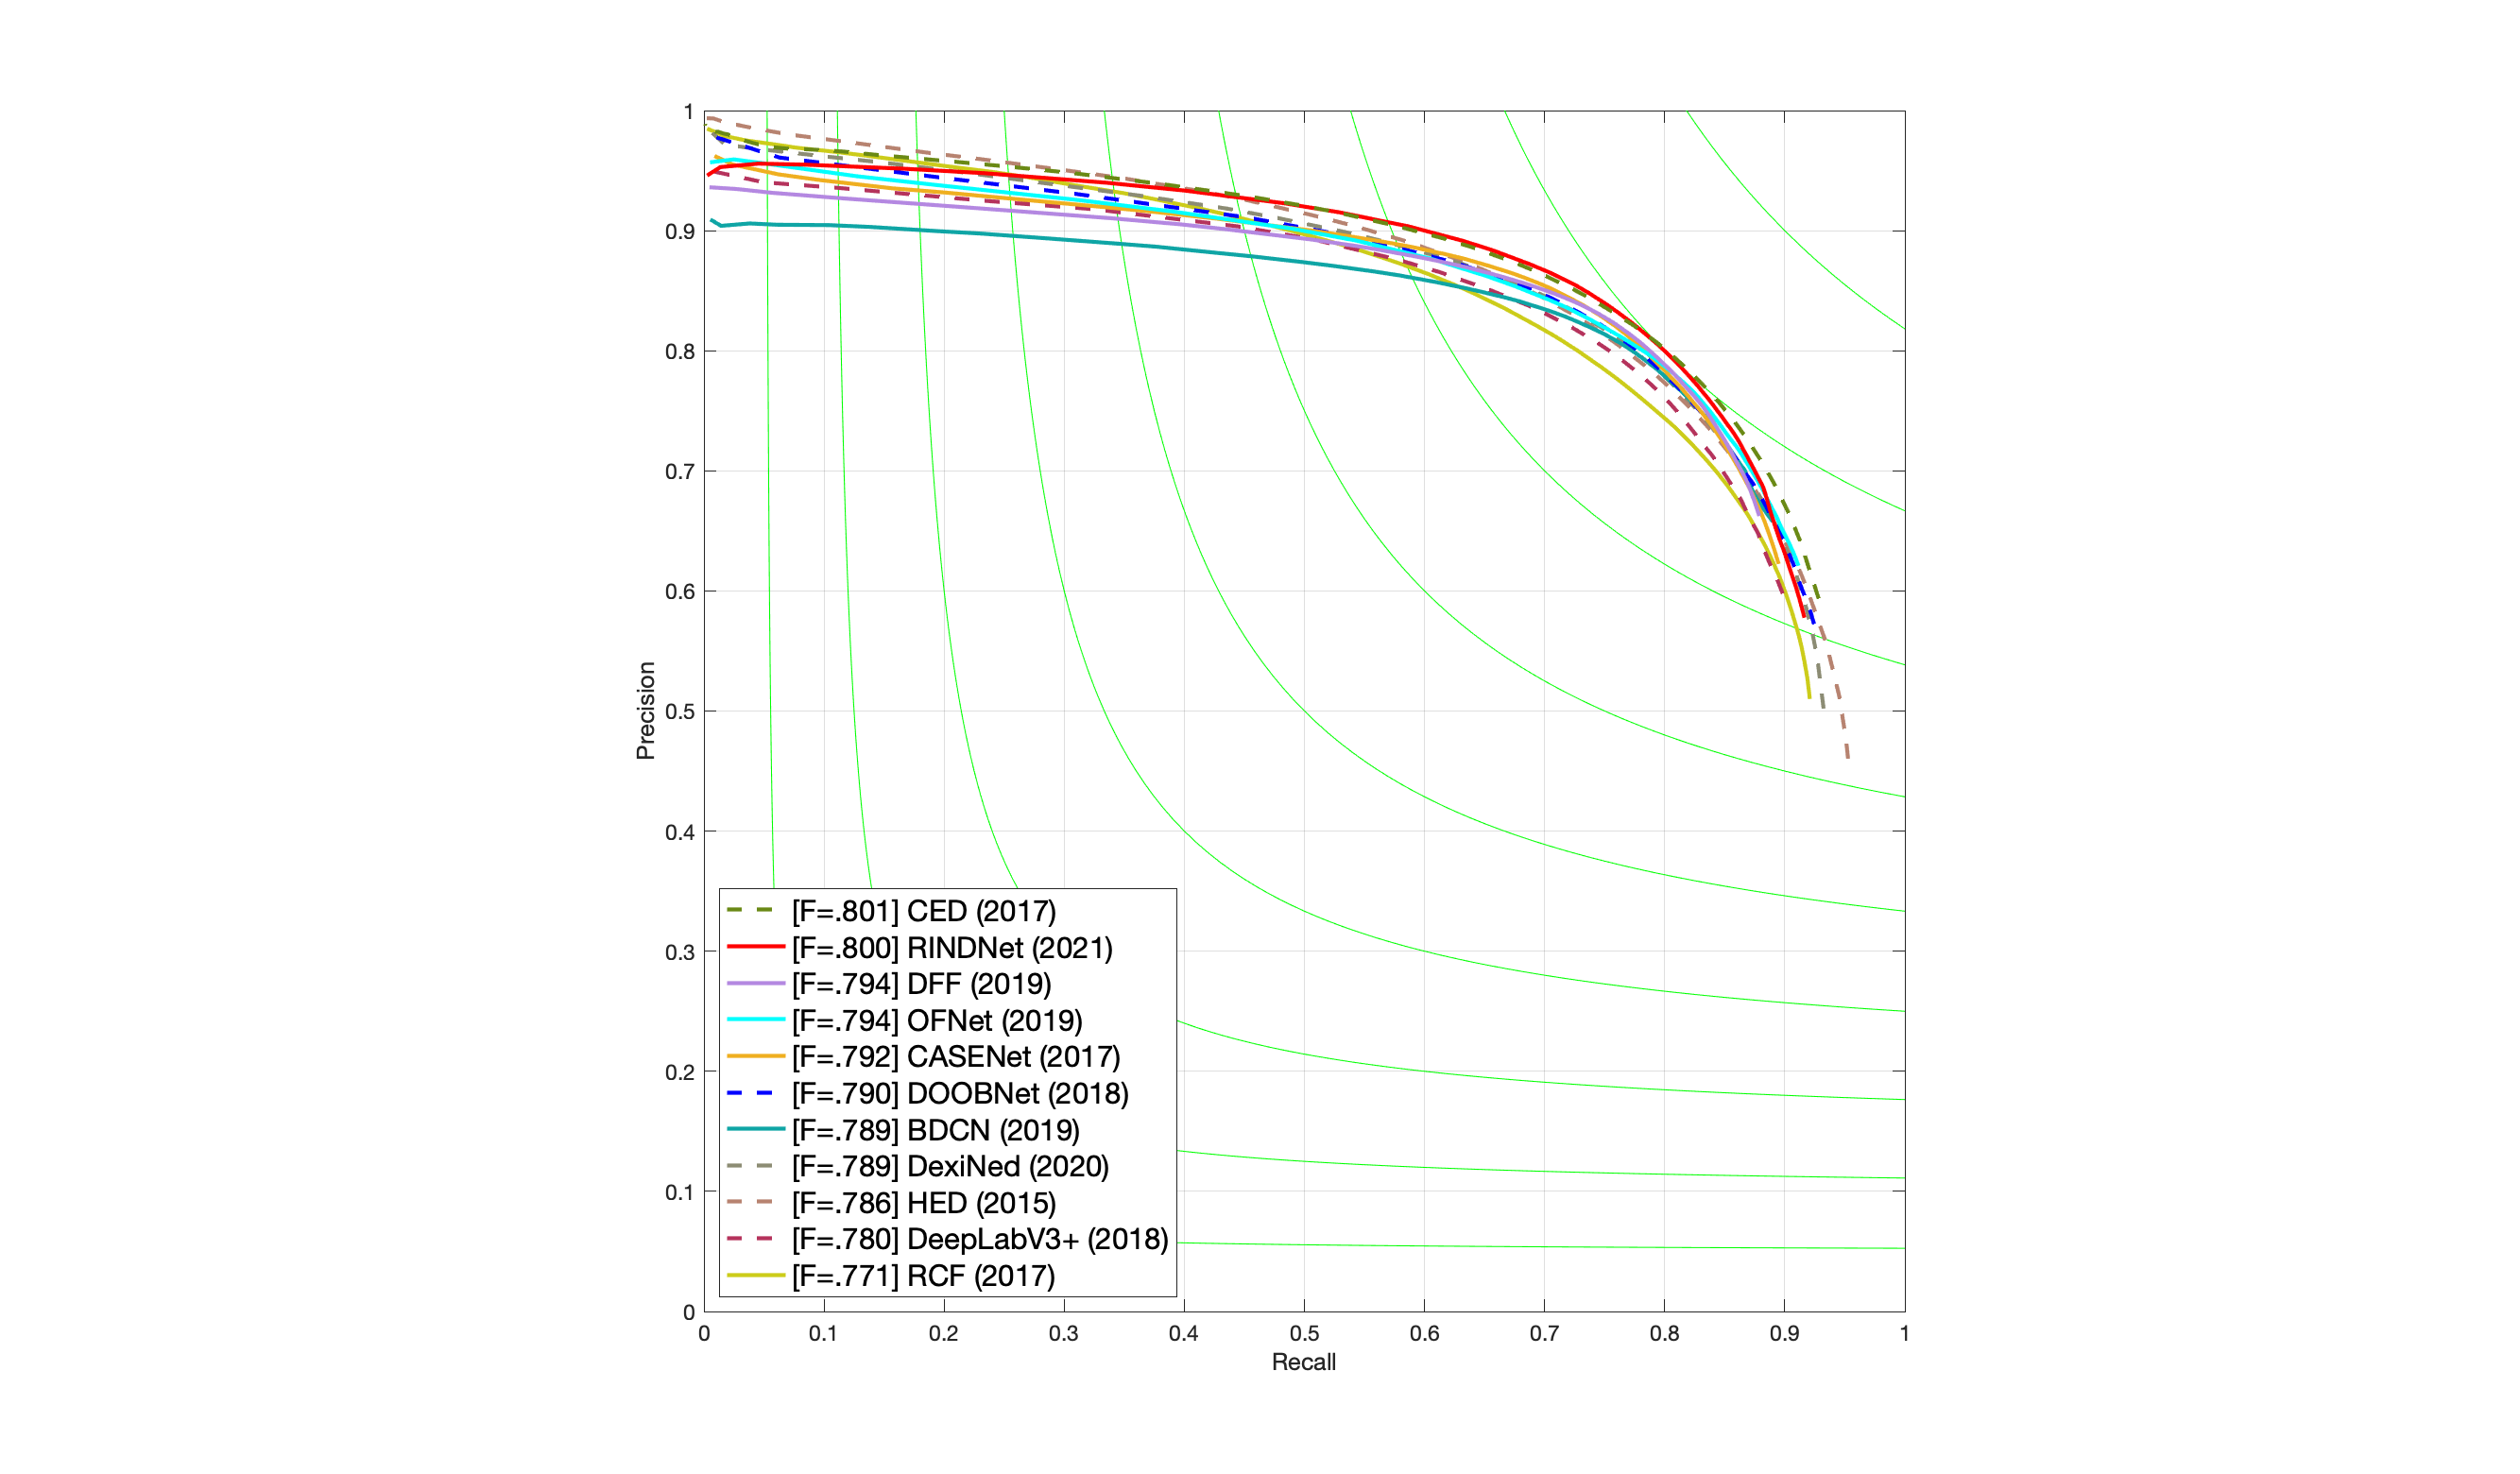 1
0.9
0.8
0.7
0.6
0.5
0.4
0.3
0.2
0.1
0
Precision
[F=.801] CED (2017)
[F=.800] RINDNet (2021)
[F=.794] DFF (2019)
[F=.794] OFNet (2019)
[F=.792] CASENet (2017)
[F=.790] DOOBNet (2018)
[F=.789] BDCN (2019)
[F=.789] DexiNed (2020)
[F=.786] HED (2015)
[F=.780] DeepLabV3+ (2018)
[F=.771] RCF (2017)
0 0.1 0.2 0.3 0.4 0.5 0.6 0.7 0.8 0.9 1
Recall